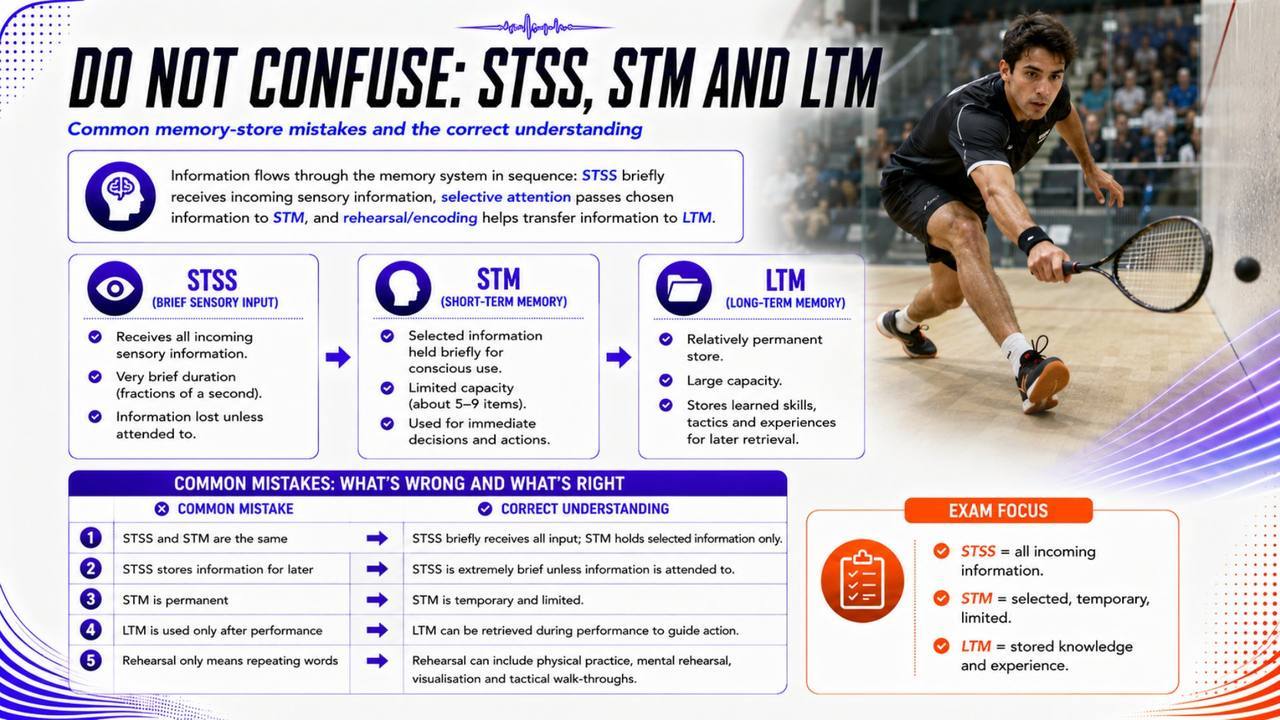 DO NOT CONFUSE: STSS, STM AND LTM
Common memory-store mistakes and the correct understanding
Information flows through the memory system in sequence: STSS briefly
receives incoming sensory information, selective attention passes chosen
information to STM, and rehearsal/encoding helps transfer information to LTM.
STSS
(BRIEF SENSORY INPUT)
Receives all incoming
sensory information.
Very brief duration
(fractions of a second).
Information lost unless
attended to.
STM
(SHORT-TERM MEMORY)
Selected information
held briefly for
conscious use.
Limited capacity
(about 5–9 items).
Used for immediate
decisions and actions.
LTM
(LONG-TERM MEMORY)
Relatively permanent
store.
Large capacity.
Stores learned skills,
tactics and experiences
for later retrieval.
COMMON MISTAKES: WHAT'S WRONG AND WHAT'S RIGHT
COMMON MISTAKE
CORRECT UNDERSTANDING
1 STSS and STM are the same
STSS briefly receives all input; STM holds selected information only.
2 STSS stores information for later
STSS is extremely brief unless information is attended to.
3 STM is permanent
STM is temporary and limited.
4 LTM is used only after performance
LTM can be retrieved during performance to guide action.
5 Rehearsal only means repeating words
Rehearsal can include physical practice, mental rehearsal,
visualisation and tactical walk-throughs.
EXAM FOCUS
STSS = all incoming
information.
STM = selected, temporary,
limited.
LTM = stored knowledge
and experience.